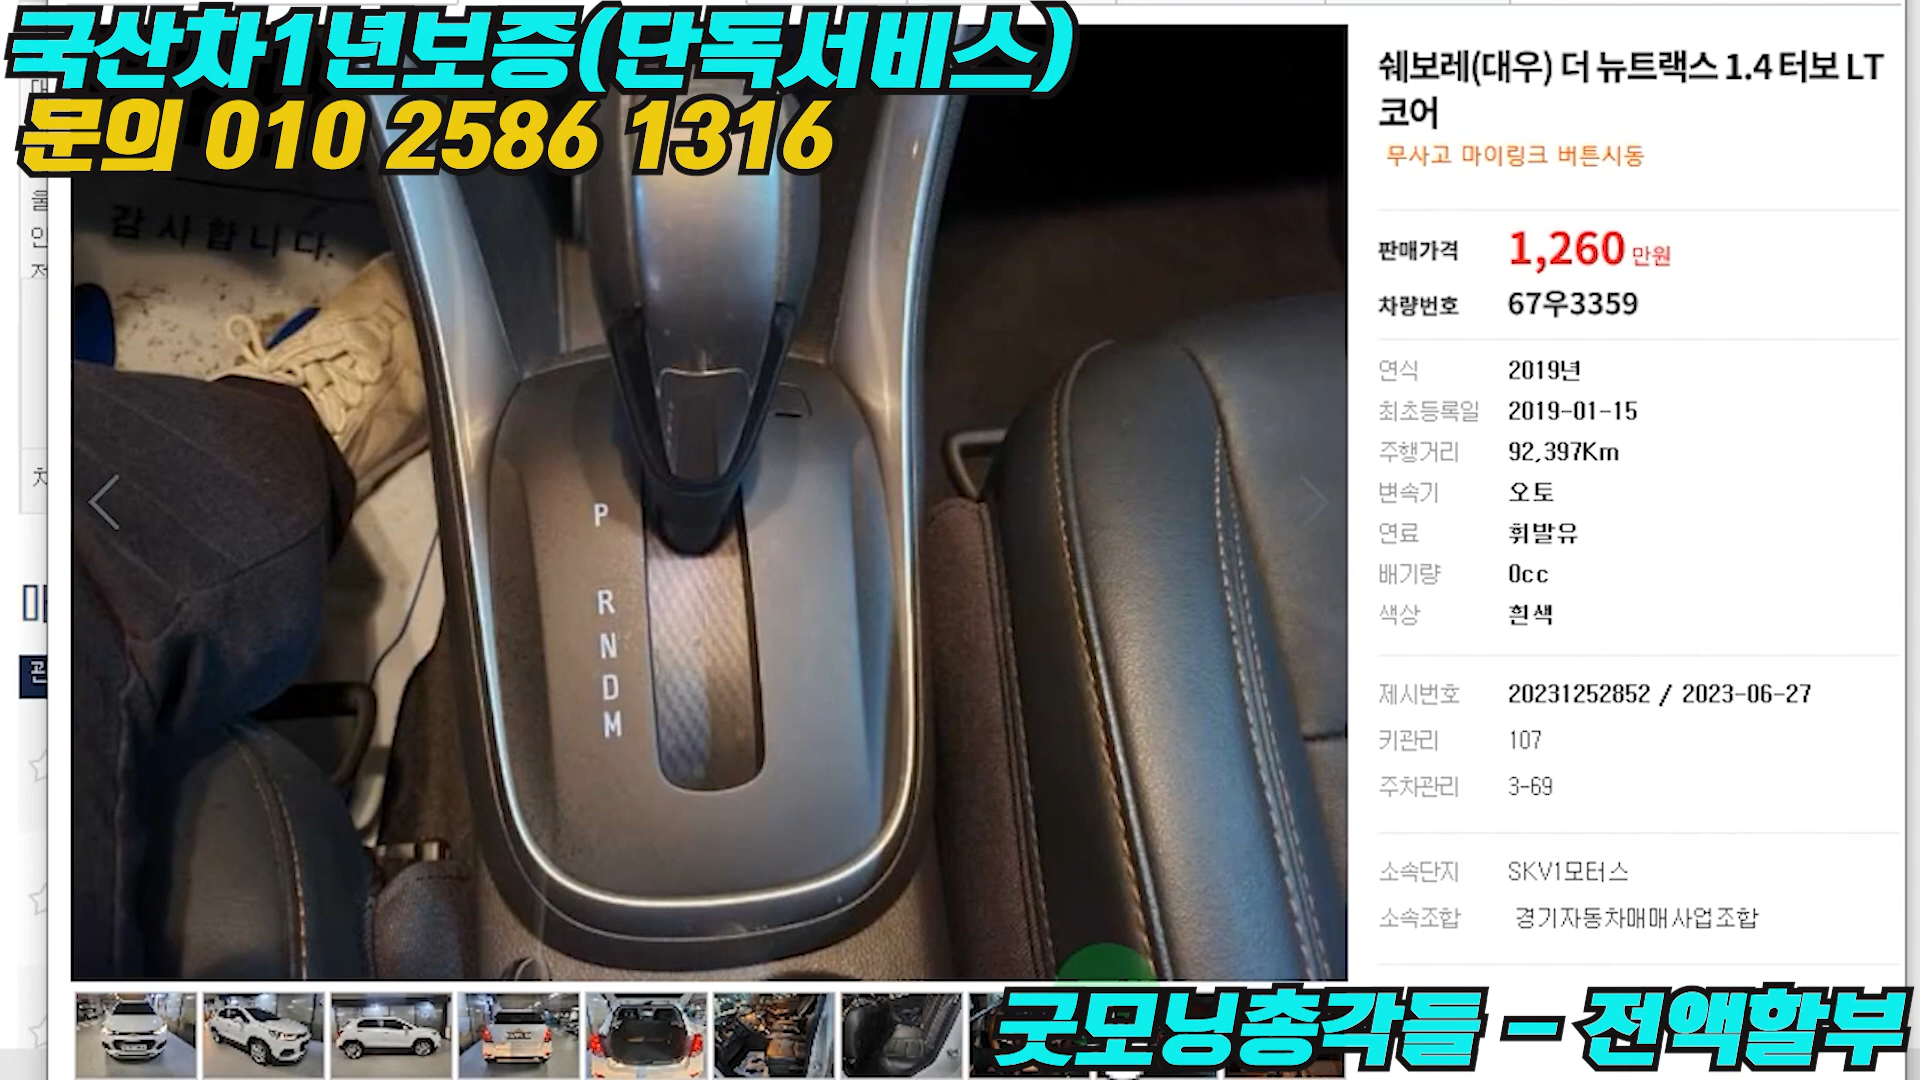 국산차1년보증(단독서비스)
문의 010 2586 1316
감사합니다.
P
R
N
D
M
쉐보레(대우) 더 뉴트랙스 1.4 터보 LT
코어
무사고 마이링크 버튼시동
판매가격 1,260 만원
차량번호 67우3359
연식 2019년
최초등록일 2019-01-15
주행거리 92,397Km
변속기 오토
연료 휘발유
배기량 0cc
색상 흰색
제시번호 20231252852 / 2023-06-27
키관리 107
주차관리 3-69
소속단지 SKV1모터스
소속조합 경기자동차매매사업조합
굿모닝총각들 - 전액할부